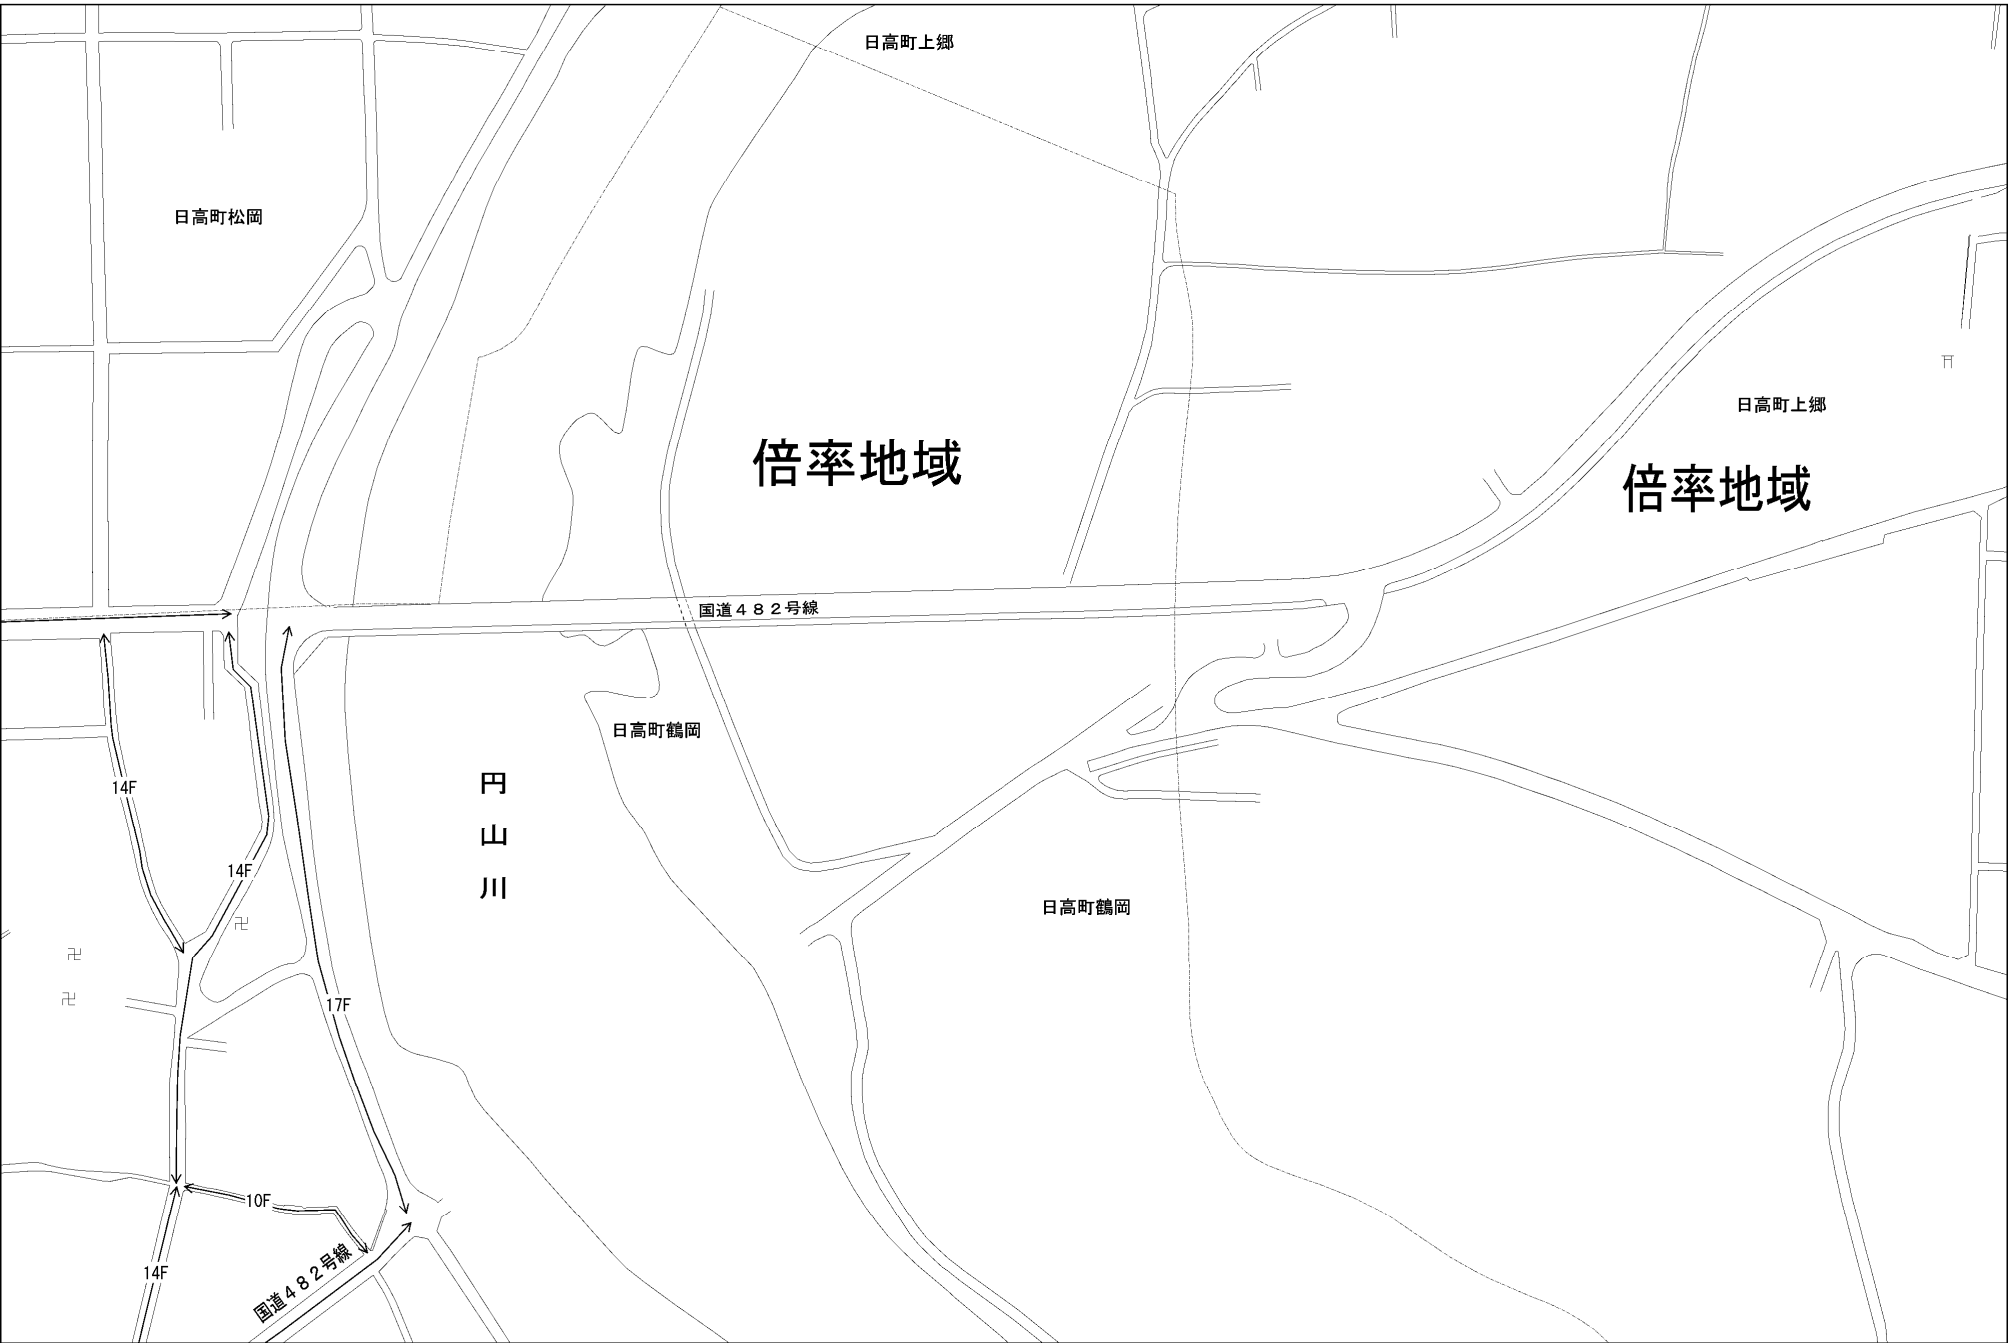 日高町上郷
日高町松岡
日高町上郷
倍率地域
倍率地域
国道４８２号線
日高町鶴岡
円山川
14F
14F
日高町鶴岡
17F
10F
国道４８２号線
14F